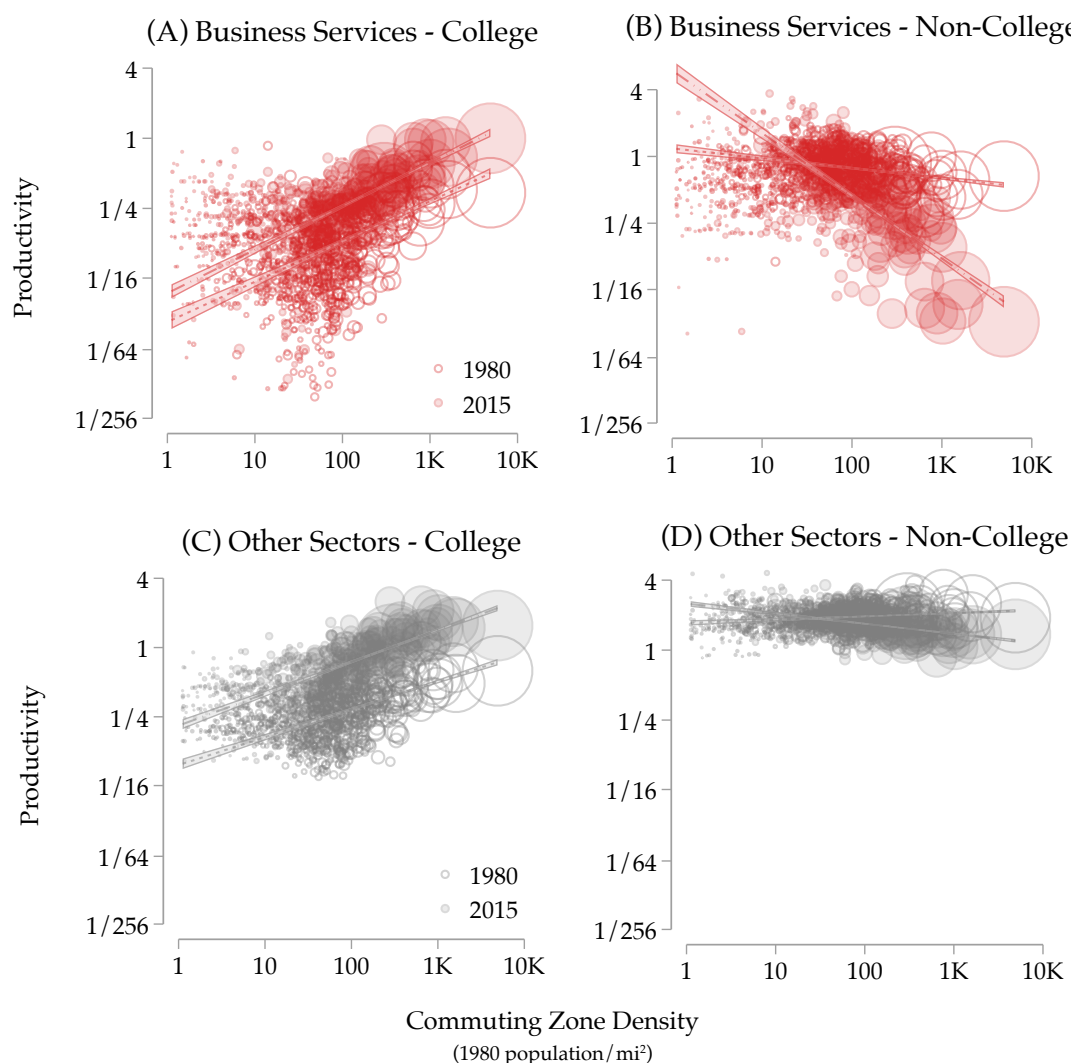 (A) Business Services - College
4
1
1/4
1/16
1/64
1/256
1980
2015
1
10
100
1K
10K
Productivity
(B) Business Services - Non-Colleg
4
1
1/4
1/16
1/64
1/256
1
10
100
1K
10K
(C) Other Sectors - College
4
1
1/4
1/16
1/64
1/256
1980
2015
1
10
100
1K
10K
Productivity
(D) Other Sectors - Non-College
4
1
1/4
1/16
1/64
1/256
1
10
100
1K
10K
Commuting Zone Density
(1980 population/mi²)